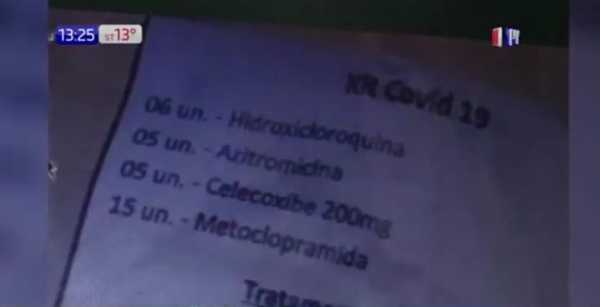 13:25 ST 13°
Kit Covid 19
06 un. - Hidroxicloroquina
05 un. - Azitromicina
05 un. - Celecoxibe 200mg
15 un. - Metoclopramida